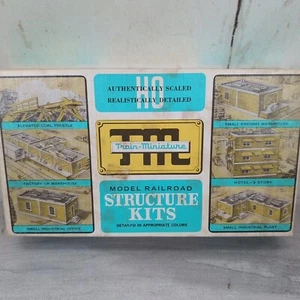 HO
AUTHENTICALLY SCALED
REALISTICALLY DETAILED
TM
Train-Miniature
MODEL RAILROAD
STRUCTURE
KITS
DETAILED IN APPROPRIATE COLORS
ELEVATED COAL TRESTLE
FACTORY OR WAREHOUSE
SMALL INDUSTRIAL OFFICE
SMALL FREIGHT WAREHOUSE
HOTEL - 3 STORY
SMALL INDUSTRIAL PLANT